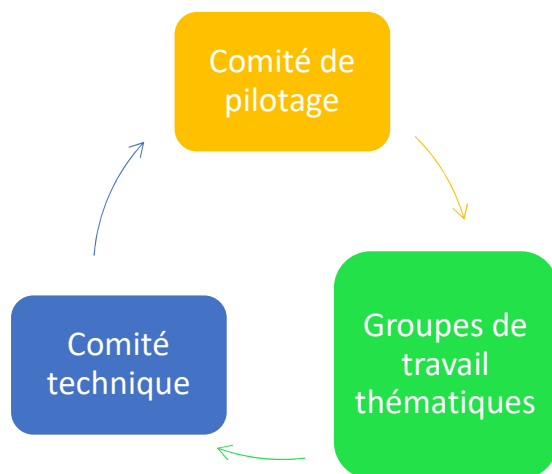 Comité de
pilotage
Groupes de
travail
thématiques
Comité
technique